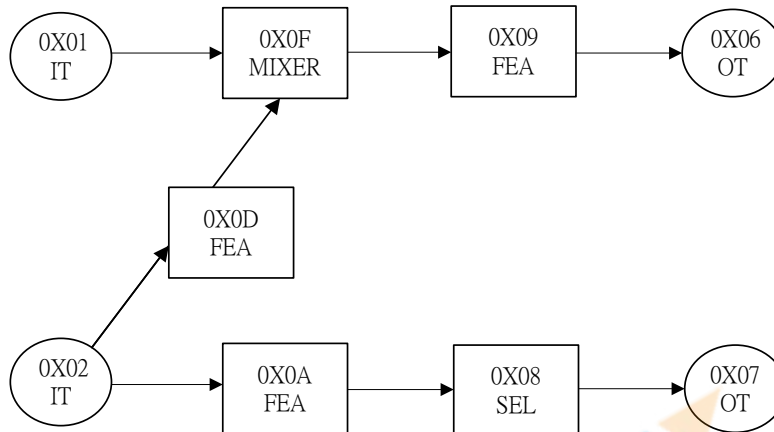 0X01
IT
0X0F
MIXER
0X09
FEA
0X06
OT
0X0D
FEA
0X02
IT
0X0A
FEA
0X08
SEL
0X07
OT